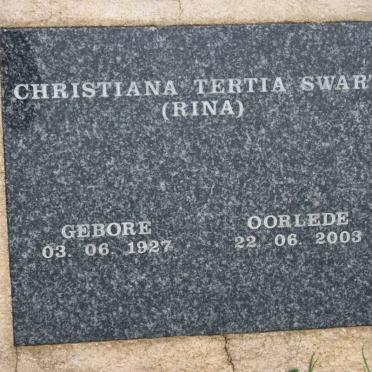 CHRISTIANA TERTIA SWART
(RINA)
GEBORE OORLEDE
03. 06. 1927 22 06. 2003